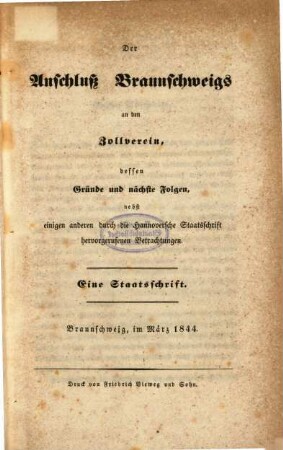 Der
Anschluß Braunschweigs
an den
Zollverein,
dessen
Gründe und nächste Folgen,
nebst
einigen anderen durch die Hannoversche Staatsschrift
hervorgerufenen Betrachtungen.
Eine Staatsschrift.
Braunschweig, im März 1844.
Druck von Friedrich Vieweg und Sohn.